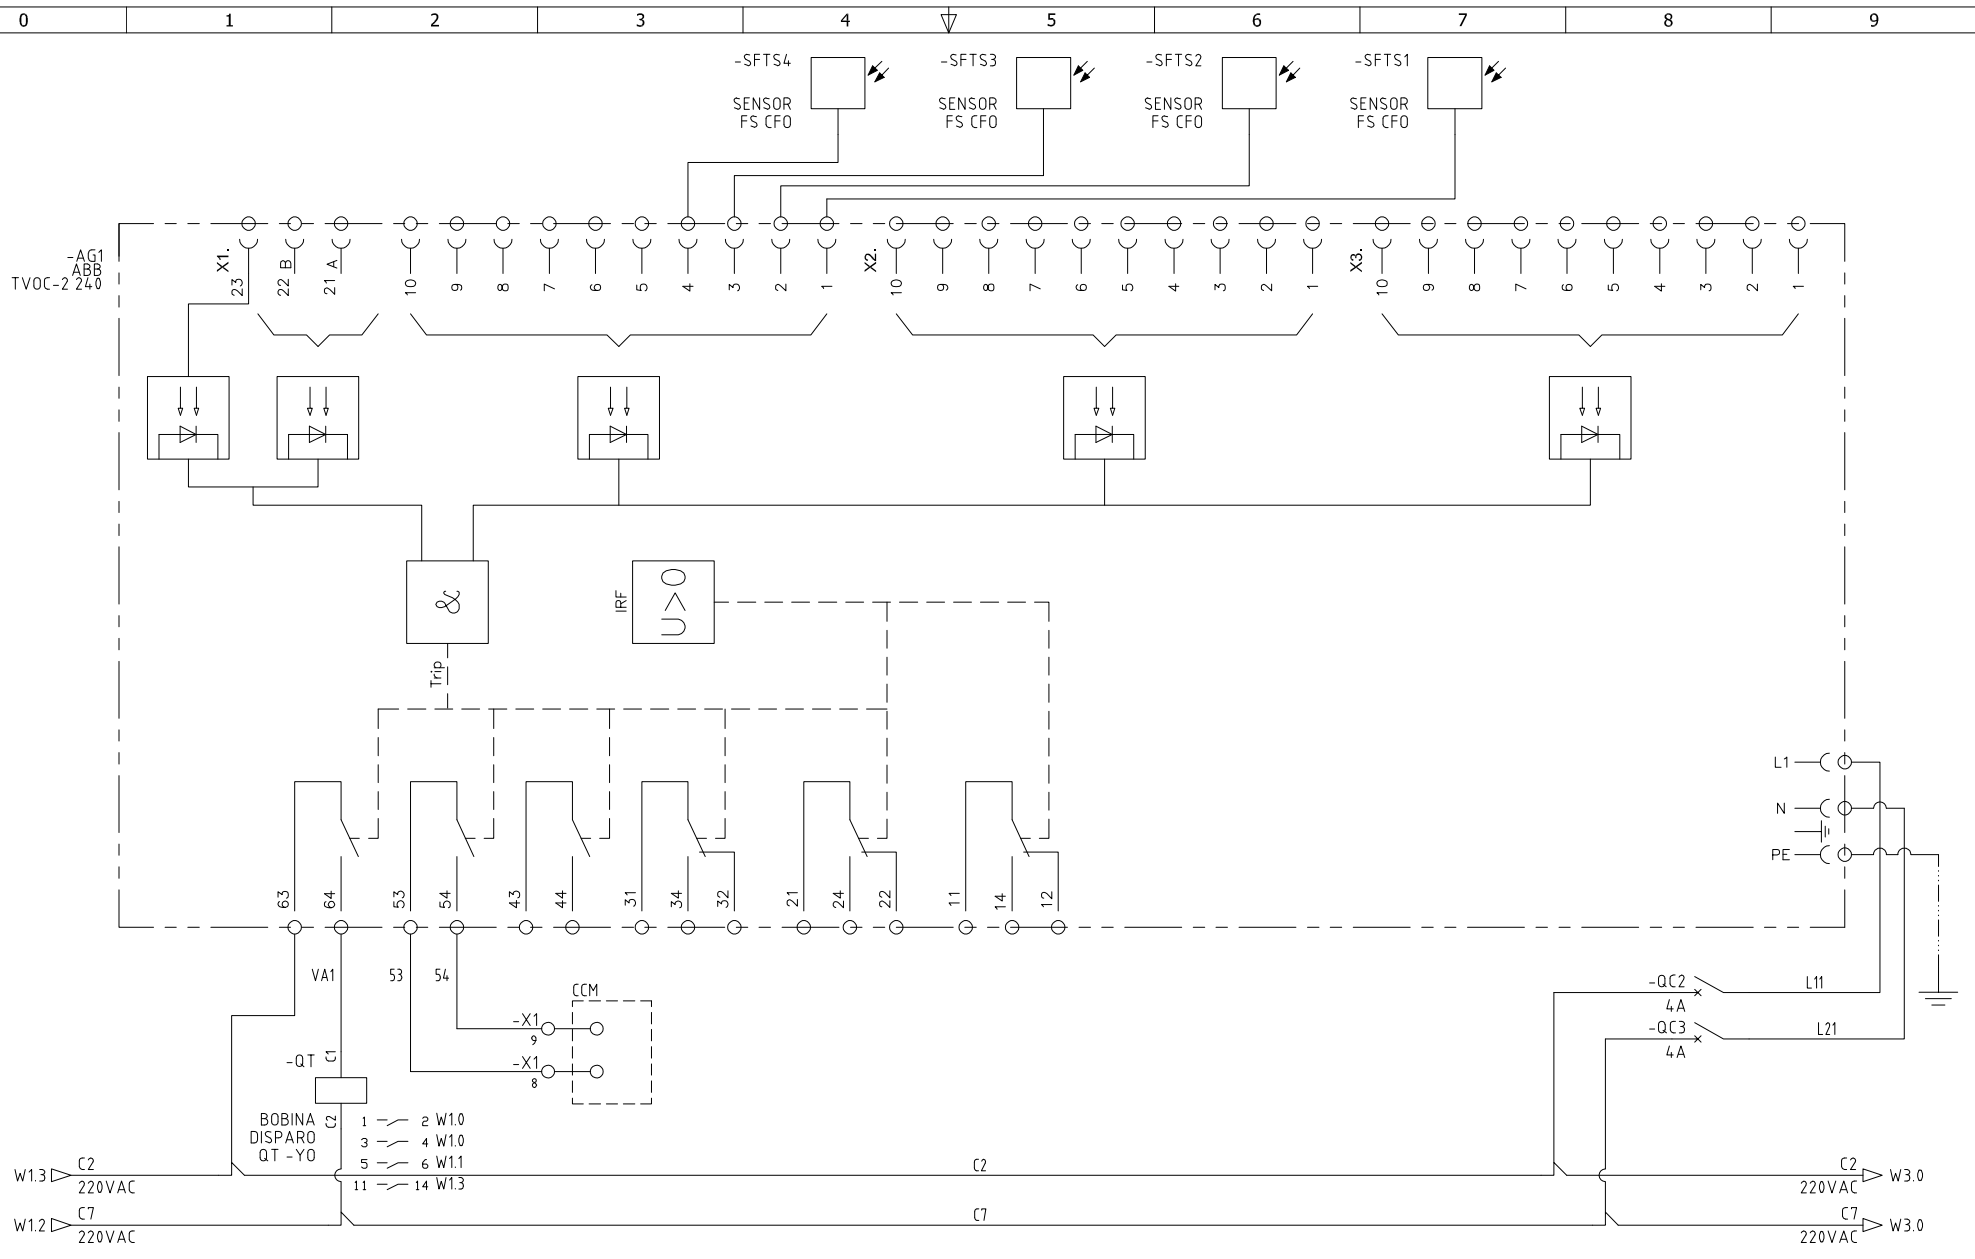 0 1 2 3 4 5 6 7 8 9
-SFTS4 -SFTS3 -SFTS2 -SFTS1
SENSOR SENSOR SENSOR SENSOR
FS CFO FS CFO FS CFO FS CFO
-AG1
ABB
TVOC-2 240
X1. 23 22 B 21 A 10 9 8 7 6 5 4 3 2 1
X2. 10 9 8 7 6 5 4 3 2 1
X3. 10 9 8 7 6 5 4 3 2 1
&
IRF
U>0
Trip
L1
N
PE
63 64 53 54 43 44 31 34 32 21 24 22 11 14 12
VA1 53 54
CCM
-X1
9
-X1
8
-QC2
4A
L11
-QC3
4A
L21
-QT
C1
C2
BOBINA
DISPARO
QT -YO
1 2 W1.0
3 4 W1.0
5 6 W1.1
11 14 W1.3
W1.3 C2
220VAC
C2
C2 W3.0
220VAC
W1.2 C7
220VAC
C7
C7 W3.0
220VAC